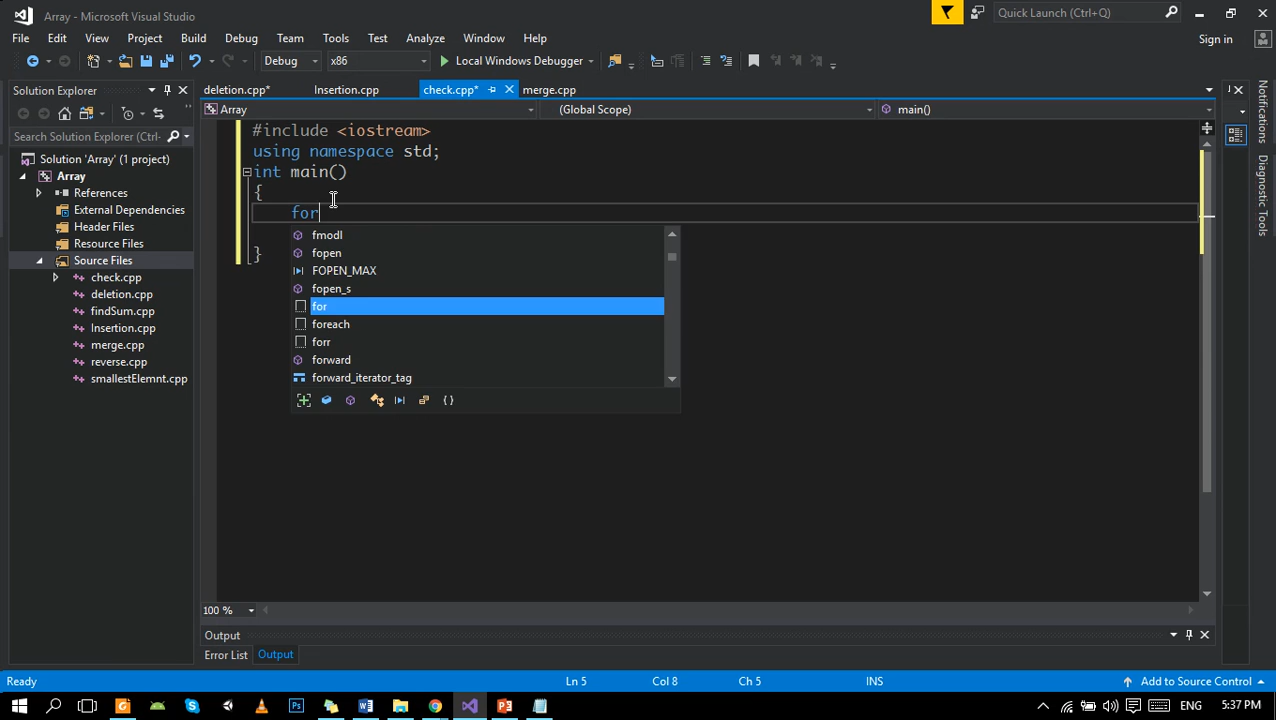 Array - Microsoft Visual Studio
Quick Launch (Ctrl+Q)
File Edit View Project Build Debug Team Tools Test Analyze Window Help
Sign in
Debug x86 Local Windows Debugger
Solution Explorer
deletion.cpp* Insertion.cpp check.cpp* merge.cpp
Array (Global Scope) main()
Search Solution Explorer (Ctrl+
Solution 'Array' (1 project)
Array
References
External Dependencies
Header Files
Resource Files
Source Files
check.cpp
deletion.cpp
findSum.cpp
Insertion.cpp
merge.cpp
reverse.cpp
smallestElemnt.cpp
#include <iostream>
using namespace std;
int main()
{
for
}
fmodl
fopen
FOPEN_MAX
fopen_s
for
foreach
forr
forward
forward_iterator_tag
Notifications
Diagnostic Tools
100 %
Output
Error List Output
Ready Ln 5 Col 8 Ch 5 INS Add to Source Control
ENG 5:37 PM